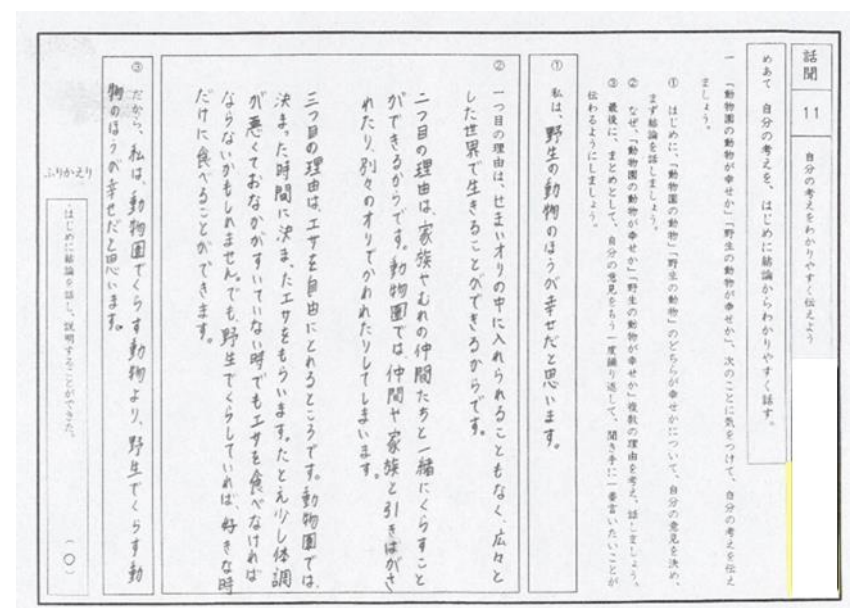 話聞
11
自分の考えをわかりやすく伝えよう
めあて 自分の考えを、はじめに結論からわかりやすく話す。
一 「動物園の動物が幸せか」「野生の動物が幸せか」、次のことに気をつけて、自分の考えを伝え
ましょう。
① はじめに、「動物園の動物」「野生の動物」のどちらが幸せかについて、自分の意見を決め、
まず結論を話しましょう。
② なぜ、「動物園の動物が幸せか」「野生の動物が幸せか」複数の理由を考え、話しましょう。
③ 最後に、まとめとして、自分の意見をもう一度繰り返して、聞き手に一番言いたいことが
伝わるようにしましょう。
① 私は、野生の動物のほうが幸せだと思います。
② 一つ目の理由は、せまいオリの中に入れられることもなく、広々と
した世界で生きることができるからです。
二つ目の理由は、家族やむれの仲間たちと一緒にくらすこと
ができるからです。動物園では、仲間や家族と引きはがさ
れたり、別々のオリでかわれたりしてしまいます。
三つ目の理由は、エサを自由にとれるところです。動物園では、
決まった時間に決まったエサをもらいます。たとえ少し体調
が悪くておなかがすいていない時でもエサを食べなければ
ならないかもしれません。でも、野生でくらしていれば、好きな時
だけに食べることができます。
③ だから、私は、動物園でくらす動物より、野生でくらす動
物のほうが幸せだと思います。
ふりかえり
・はじめに結論を話し、説明することができた。 (○)